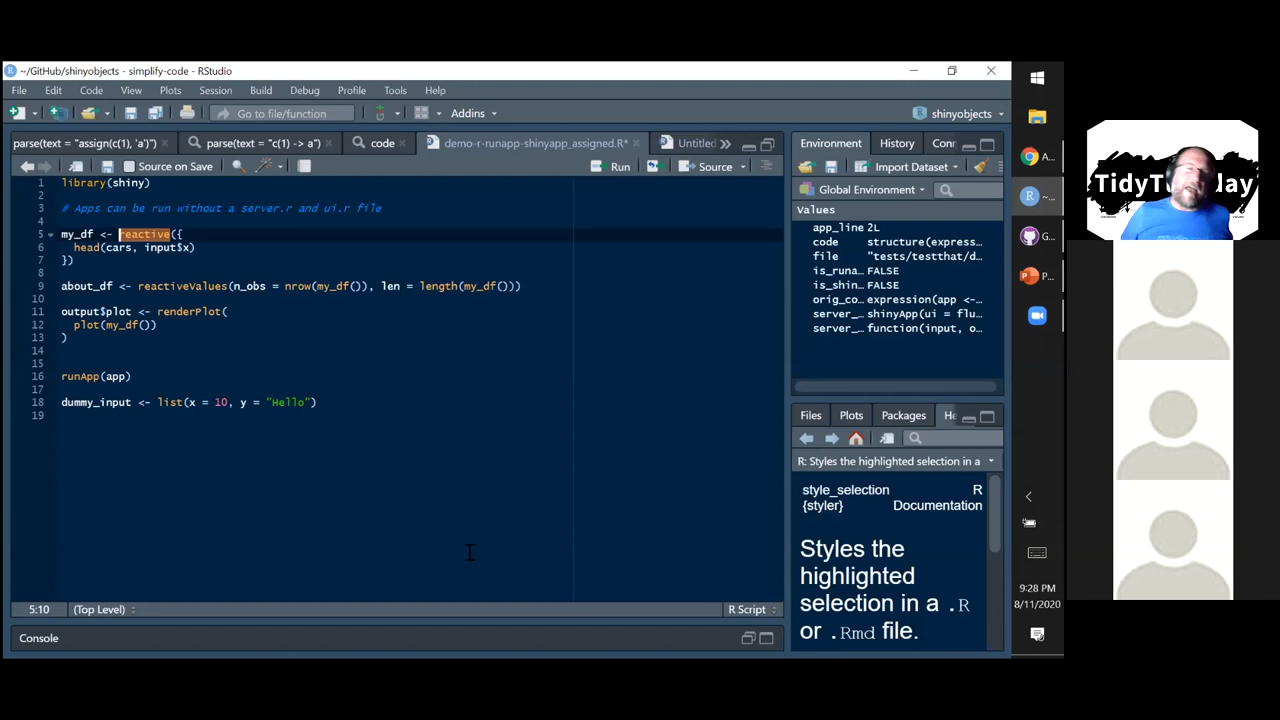 ~/GitHub/shinyobjects - simplify-code - RStudio
File Edit Code View Plots Session Build Debug Profile Tools Help
Go to file/function
Addins
shinyobjects
parse(text = "assign(c(1), 'a')")
parse(text = "c(1) -> a")
code
demo-r-runapp-shinyapp_assigned.R*
Untitled
Source on Save
Run
Source
1 library(shiny)
2
3 # Apps can be run without a server.r and ui.r file
4
5 my_df <- reactive({
6 head(cars, input$x)
7 })
8
9 about_df <- reactiveValues(n_obs = nrow(my_df()), len = length(my_df()))
10
11 output$plot <- renderPlot(
12 plot(my_df())
13 )
14
15
16 runApp(app)
17
18 dummy_input <- list(x = 10, y = "Hello")
19
5:10 (Top Level)
R Script
Console
Environment History Con
Import Dataset
Global Environment
Values
app_line 2L
code structure(express…
file "tests/testthat/d…
is_runa… FALSE
is_shin… FALSE
orig_co… expression(app <-…
server_… shinyApp(ui = flu…
server_… function(input, o…
Files Plots Packages He
R: Styles the highlighted selection in a
style_selection R
{styler} Documentation
Styles the
highlighted
selection in a .R
or .Rmd file.
A...
~...
G...
P...
9:28 PM
8/11/2020